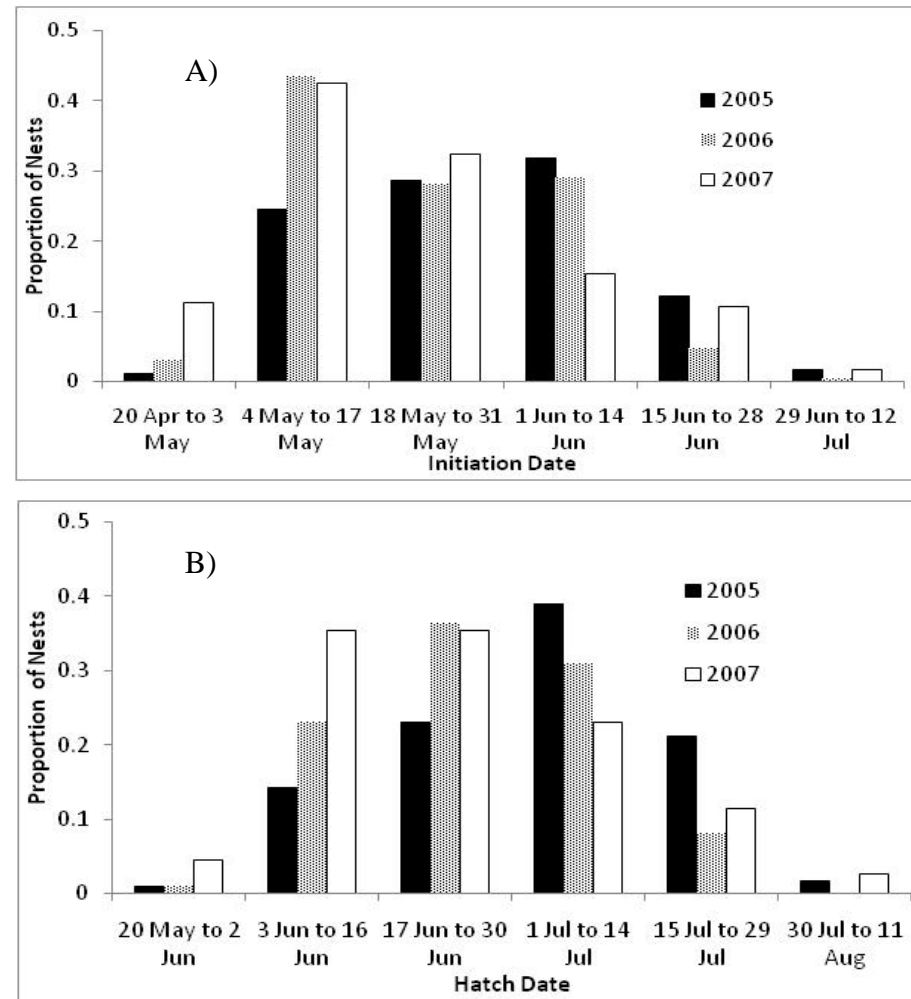 A)
0.5
0.4
0.3
0.2
0.1
0
Proportion of Nests
2005
2006
2007
20 Apr to 3 May
4 May to 17 May
18 May to 31 May
1 Jun to 14 Jun
15 Jun to 28 Jun
29 Jun to 12 Jul
Initiation Date
B)
0.5
0.4
0.3
0.2
0.1
0
Proportion of Nests
2005
2006
2007
20 May to 2 Jun
3 Jun to 16 Jun
17 Jun to 30 Jun
1 Jul to 14 Jul
15 Jul to 29 Jul
30 Jul to 11 Aug
Hatch Date